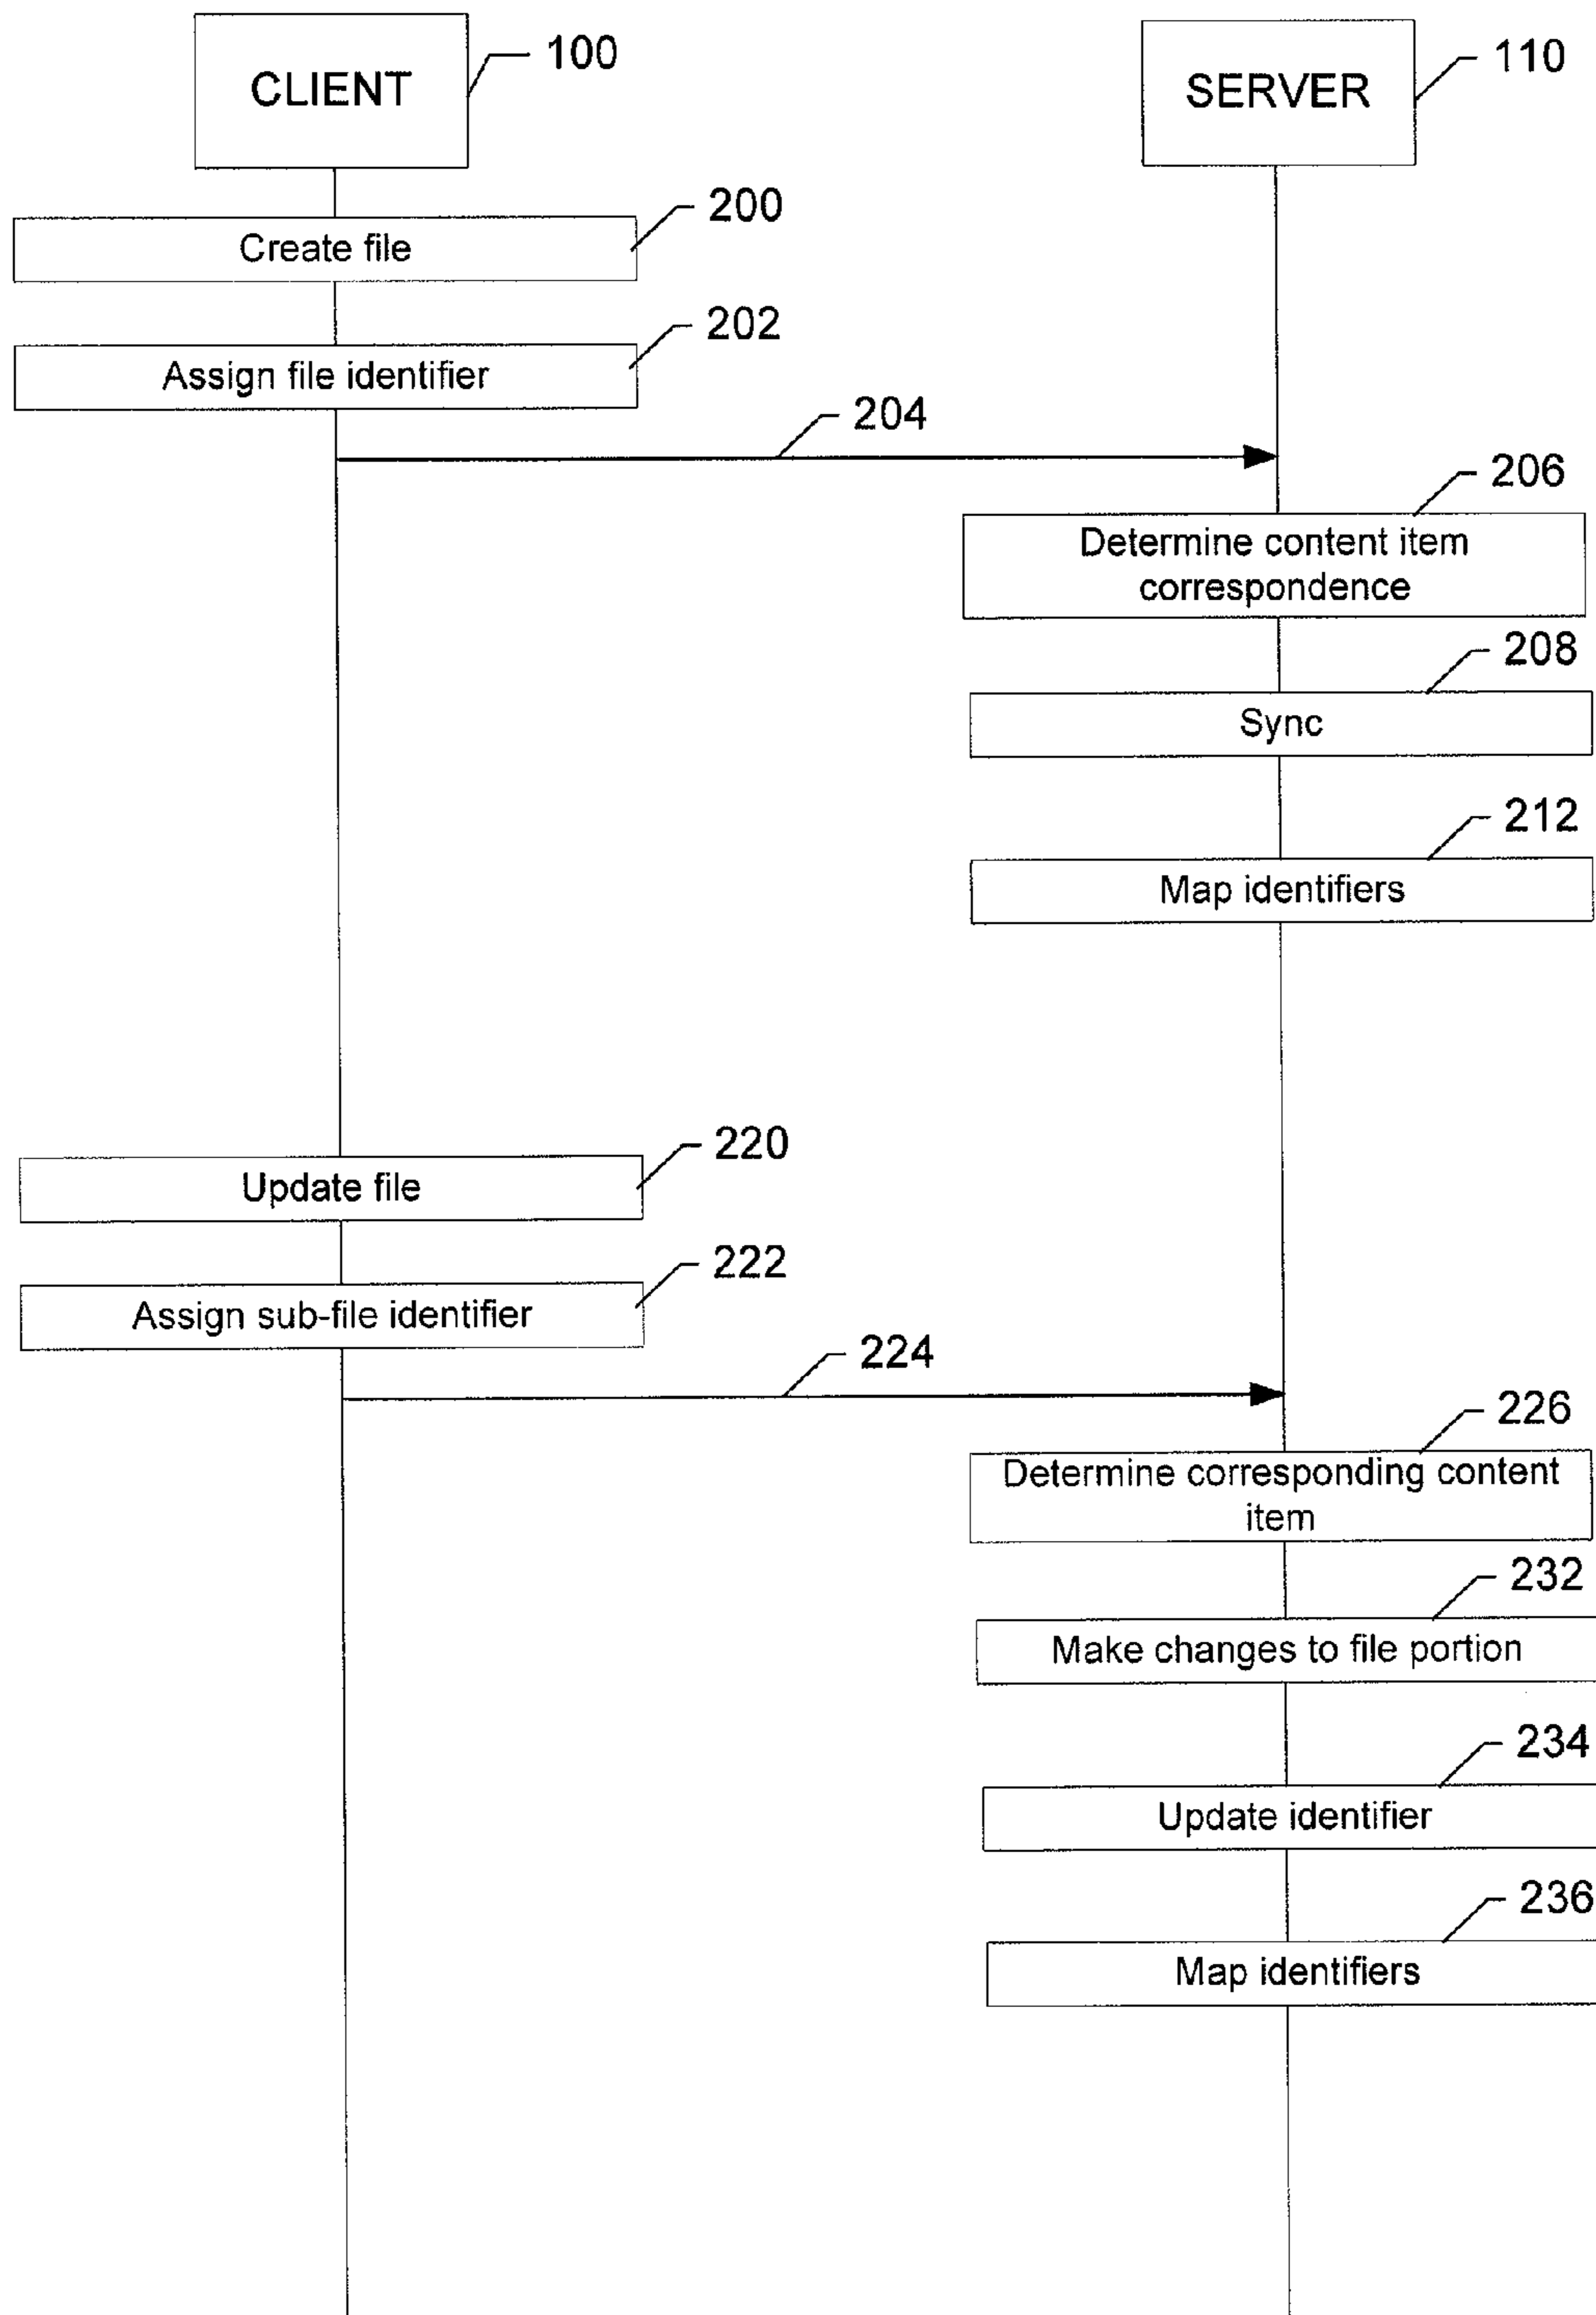 CLIENT
100
SERVER
110
200
Create file
202
Assign file identifier
204
206
Determine content item
correspondence
208
Sync
212
Map identifiers
220
Update file
222
Assign sub-file identifier
224
226
Determine corresponding content
item
232
Make changes to file portion
234
Update identifier
236
Map identifiers